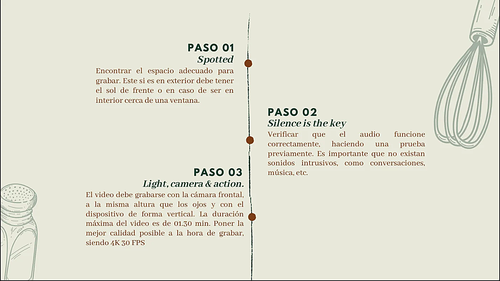 PASO 01
Spotted
Encontrar el espacio adecuado para
grabar. Este si es en exterior debe tener
el sol de frente o en caso de ser en
interior cerca de una ventana.
PASO 02
Silence is the key
Verificar que el audio funcione
correctamente, haciendo una prueba
previamente. Es importante que no existan
sonidos intrusivos, como conversaciones,
música, etc.
PASO 03
Light, camera & action.
El video debe grabarse con la cámara frontal,
a la misma altura que los ojos y con el
dispositivo de forma vertical. La duración
máxima del video es de 01.30 min. Poner la
mejor calidad posible a la hora de grabar,
siendo 4K 30 FPS